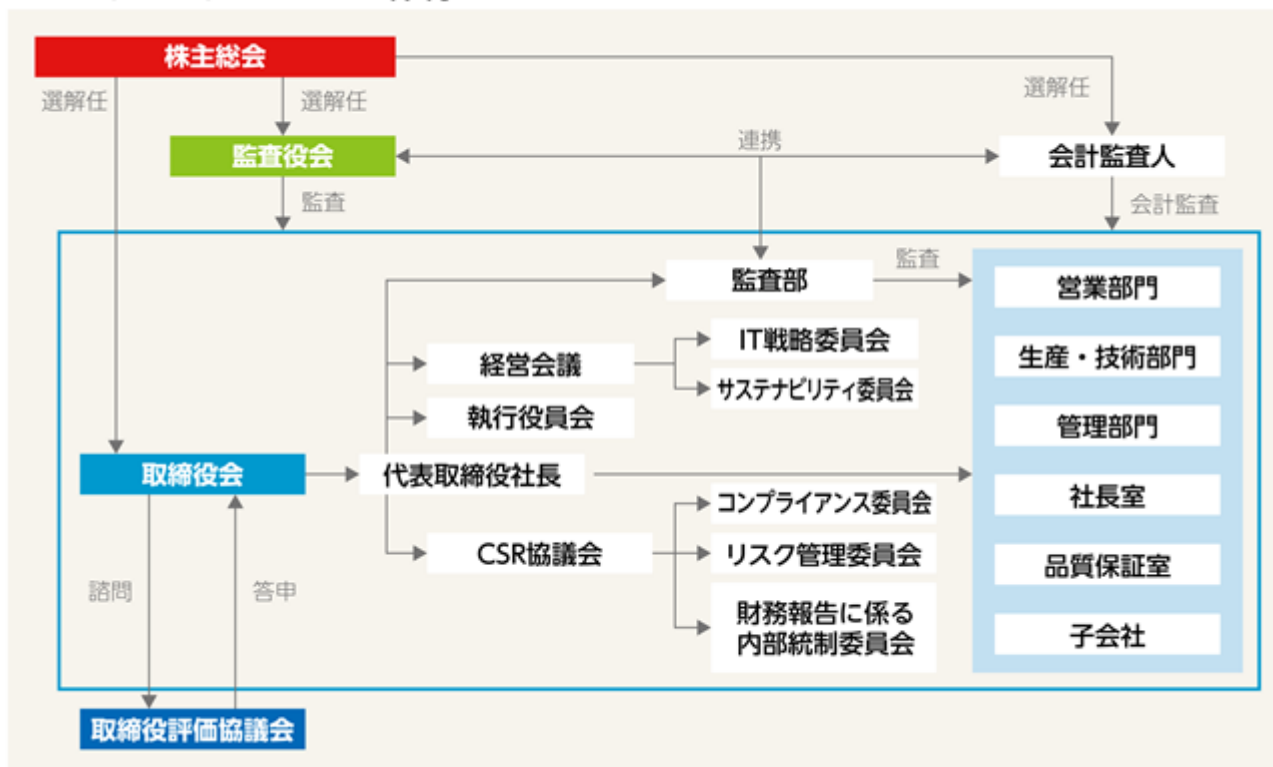 株主総会
選解任
選解任
選解任
監査役会
連携
会計監査人
監査
会計監査
監査部
監査
営業部門
経営会議
IT戦略委員会
サステナビリティ委員会
生産・技術部門
執行役員会
管理部門
取締役会
代表取締役社長
社長室
コンプライアンス委員会
CSR協議会
リスク管理委員会
品質保証室
諮問
答申
財務報告に係る
内部統制委員会
子会社
取締役評価協議会